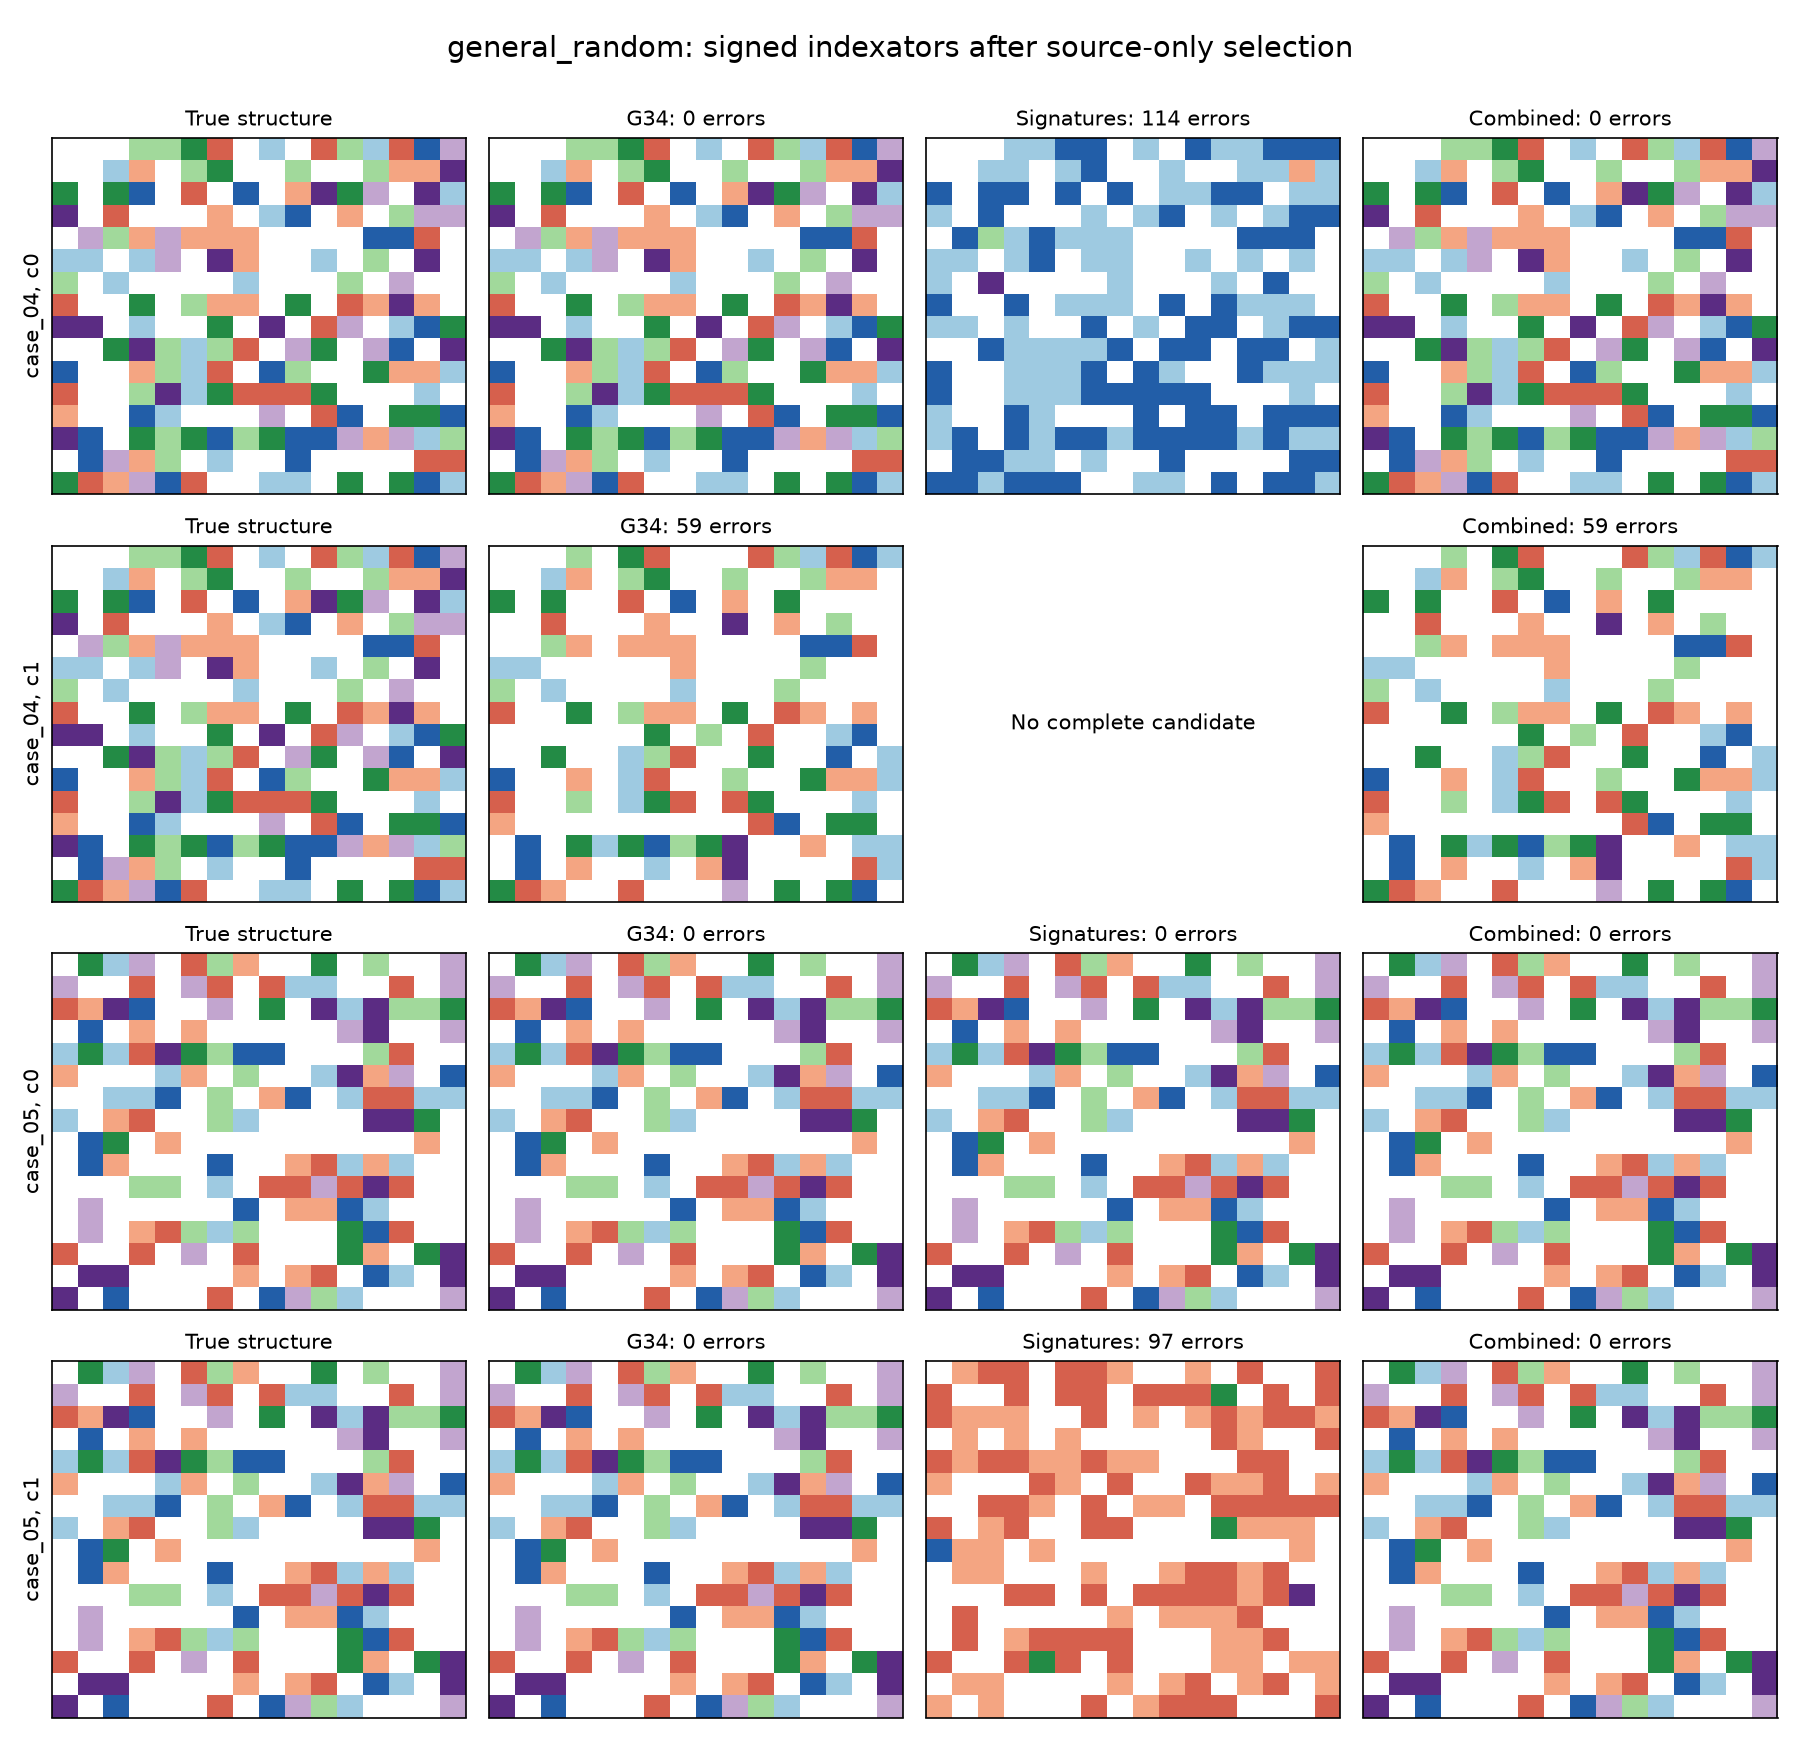 general_random: signed indexators after source-only selection
True structure
G34: 0 errors
Signatures: 114 errors
Combined: 0 errors
case_04, c0
True structure
G34: 59 errors
Combined: 59 errors
case_04, c1
No complete candidate
True structure
G34: 0 errors
Signatures: 0 errors
Combined: 0 errors
case_05, c0
True structure
G34: 0 errors
Signatures: 97 errors
Combined: 0 errors
case_05, c1